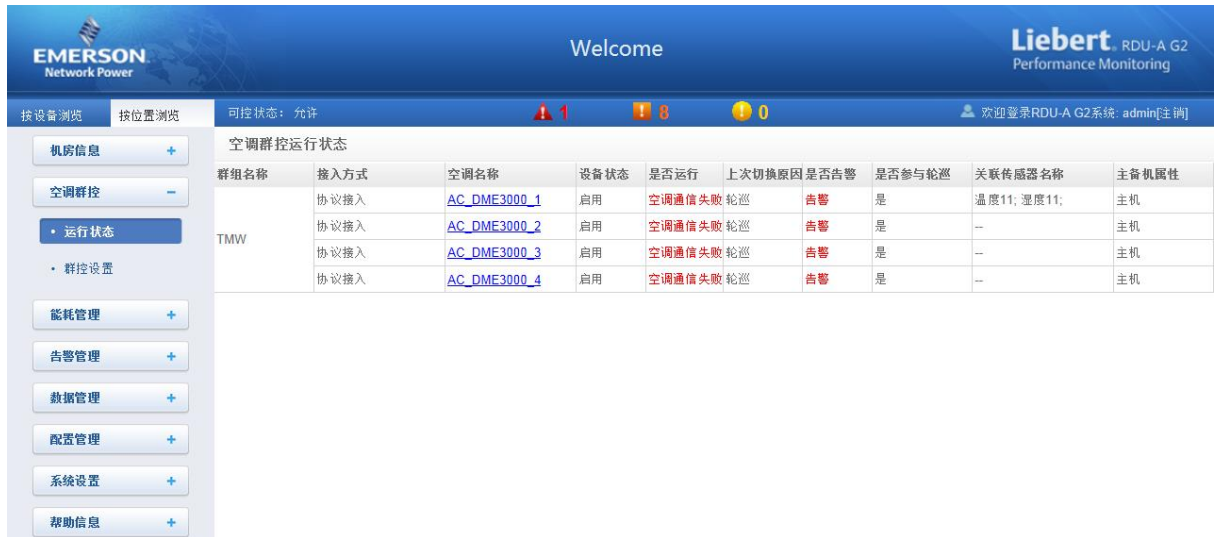 EMERSON
Network Power
Welcome
Liebert® RDU-A G2
Performance Monitoring
按设备浏览 按位置浏览 可控状态: 允许 1 8 0 欢迎登录RDU-A G2系统: admin[注销]
机房信息 +
空调群控 −
• 运行状态
• 群控设置
能耗管理 +
告警管理 +
数据管理 +
配置管理 +
系统设置 +
帮助信息 +
空调群控运行状态
群组名称 接入方式 空调名称 设备状态 是否运行 上次切换原因 是否告警 是否参与轮巡 关联传感器名称 主备机属性
TMW
协议接入 AC_DME3000_1 启用 空调通信失败 轮巡 告警 是 温度11; 湿度11; 主机
协议接入 AC_DME3000_2 启用 空调通信失败 轮巡 告警 是 -- 主机
协议接入 AC_DME3000_3 启用 空调通信失败 轮巡 告警 是 -- 主机
协议接入 AC_DME3000_4 启用 空调通信失败 轮巡 告警 是 -- 主机